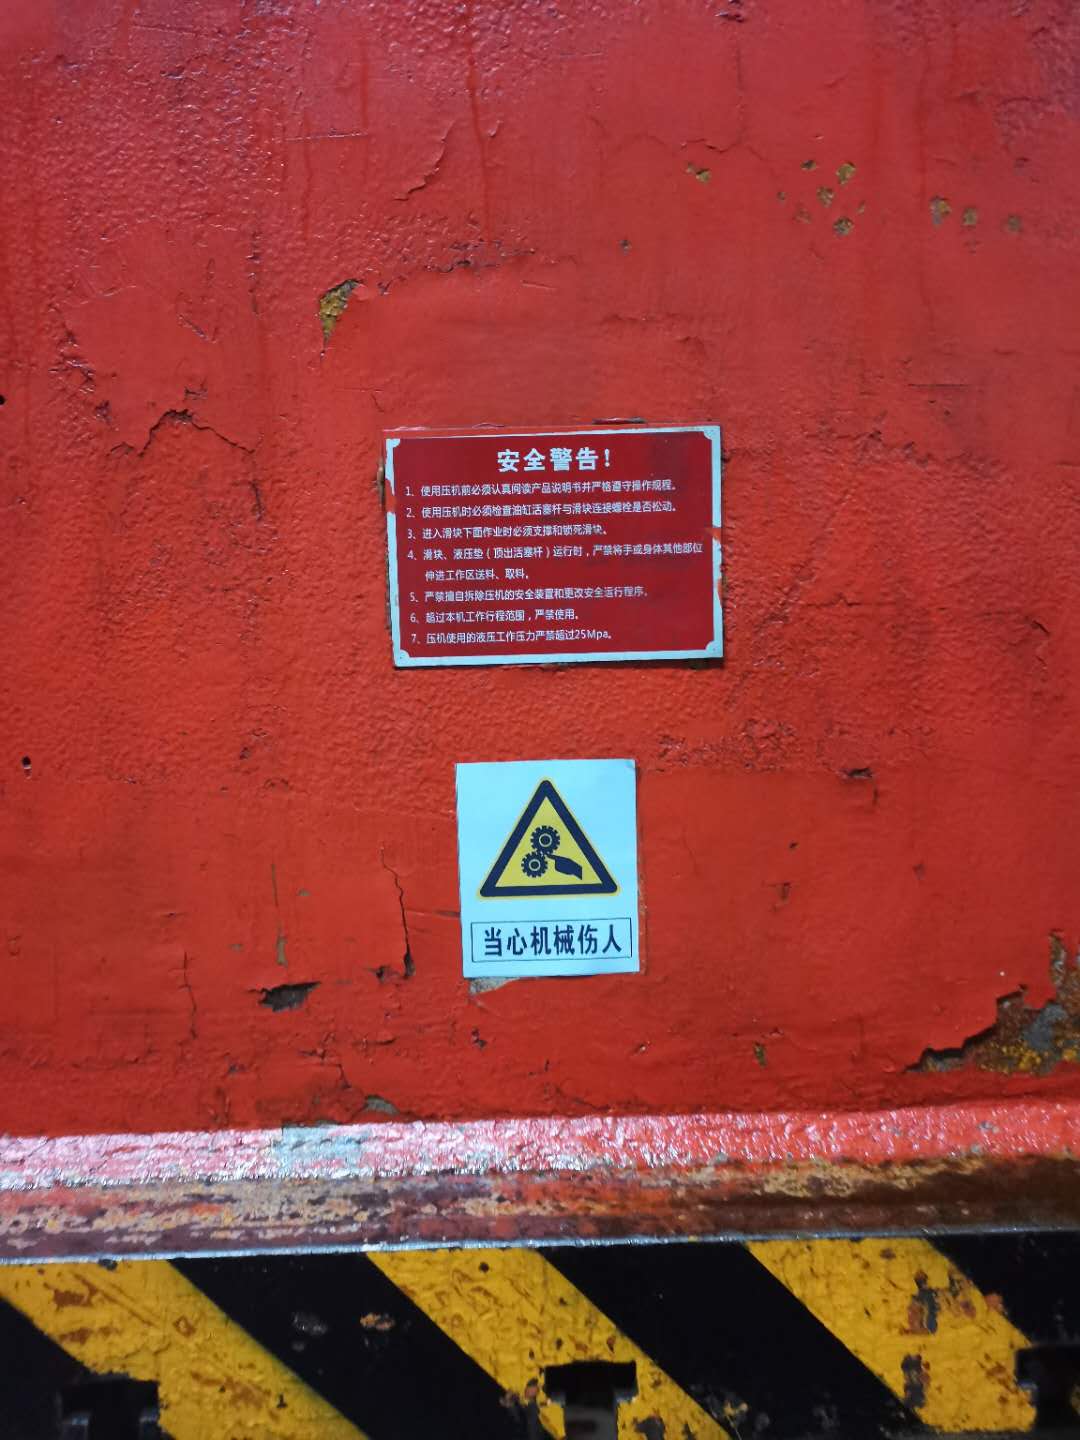 安全警告！
1、使用压机前必须认真阅读产品说明书并严格遵守操作规程。
2、使用压机时必须检查油缸活塞杆与滑块连接螺栓是否松动。
3、进入滑块下面作业时必须支撑和锁死滑块。
4、滑块、液压垫（顶出活塞杆）运行时，严禁将手或身体其他部位
伸进工作区送料、取料。
5、严禁擅自拆除压机的安全装置和更改安全运行程序。
6、超过本机工作行程范围，严禁使用。
7、压机使用的液压工作压力严禁超过25Mpa。
当心机械伤人